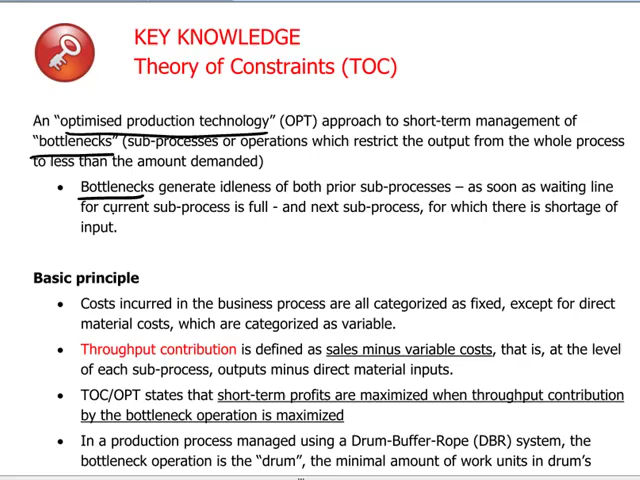 KEY KNOWLEDGE
Theory of Constraints (TOC)
An “optimised production technology” (OPT) approach to short-term management of
“bottlenecks” (sub-processes or operations which restrict the output from the whole process
to less than the amount demanded)
• Bottlenecks generate idleness of both prior sub-processes – as soon as waiting line
for current sub-process is full - and next sub-process, for which there is shortage of
input.
Basic principle
• Costs incurred in the business process are all categorized as fixed, except for direct
material costs, which are categorized as variable.
• Throughput contribution is defined as sales minus variable costs, that is, at the level
of each sub-process, outputs minus direct material inputs.
• TOC/OPT states that short-term profits are maximized when throughput contribution
by the bottleneck operation is maximized
• In a production process managed using a Drum-Buffer-Rope (DBR) system, the
bottleneck operation is the “drum”, the minimal amount of work units in drum’s